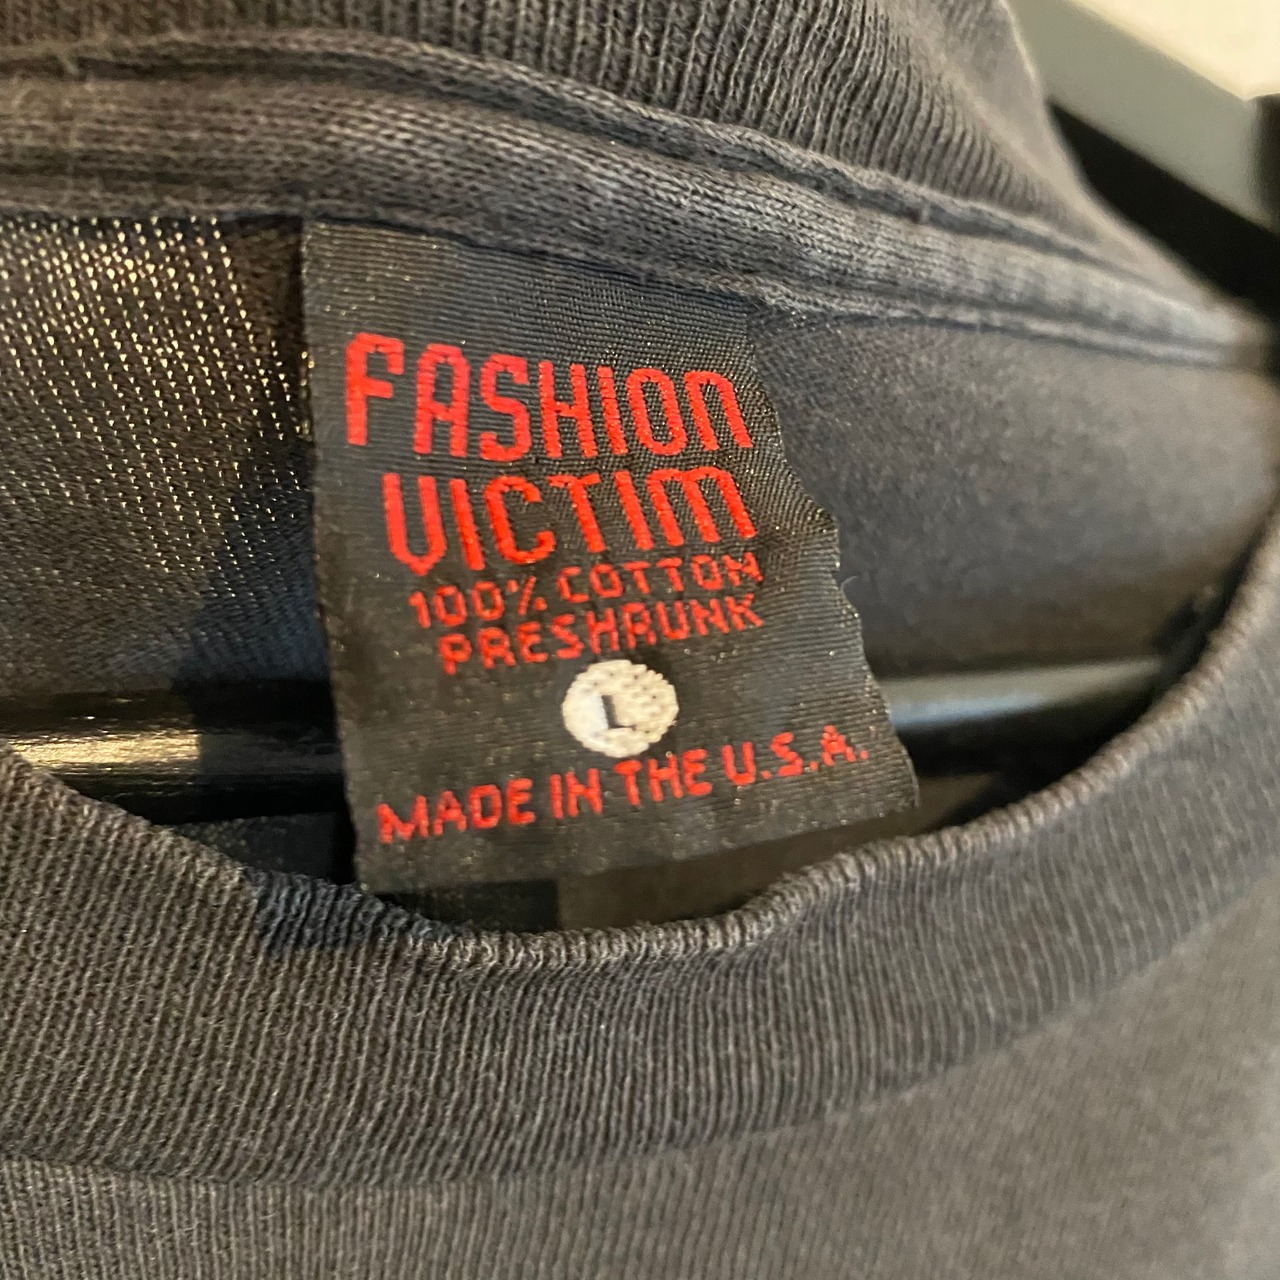 FASHION
VICTIM
100% COTTON
PRESHRUNK
L
MADE IN THE U.S.A.